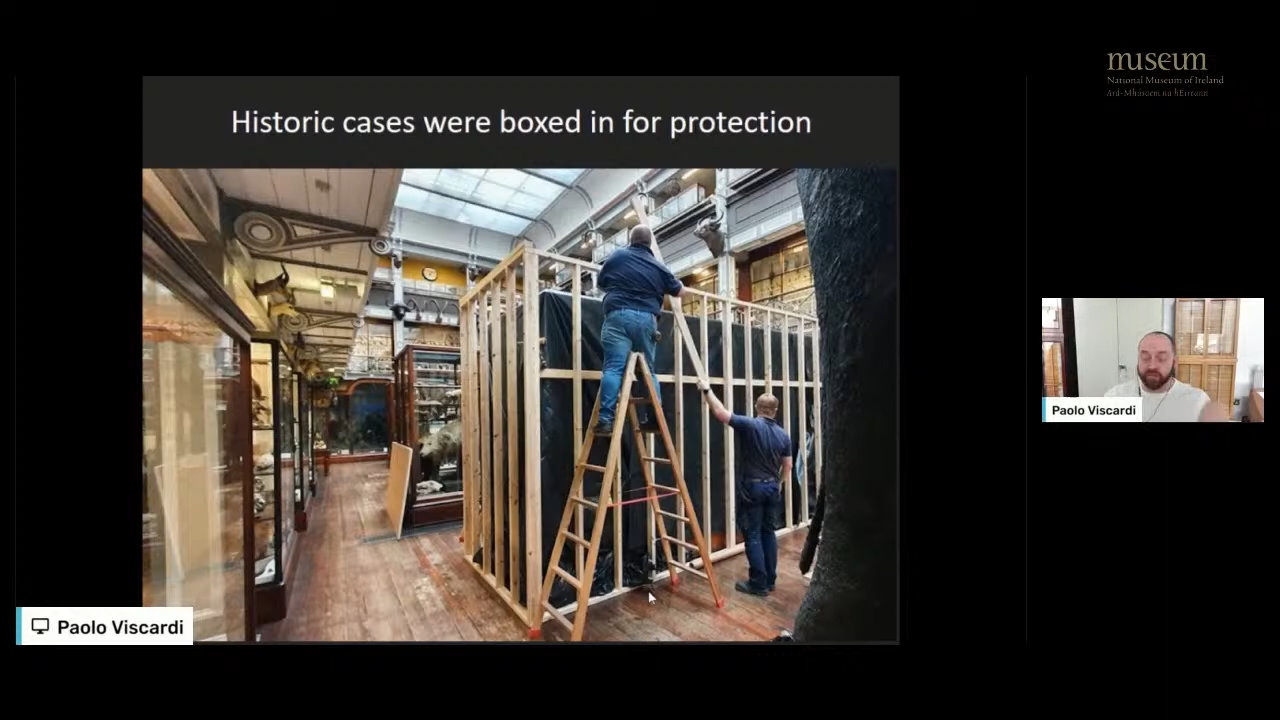 museum
National Museum of Ireland
Ard-Mhúsaem na hÉireann
Historic cases were boxed in for protection
Paolo Viscardi
Paolo Viscardi